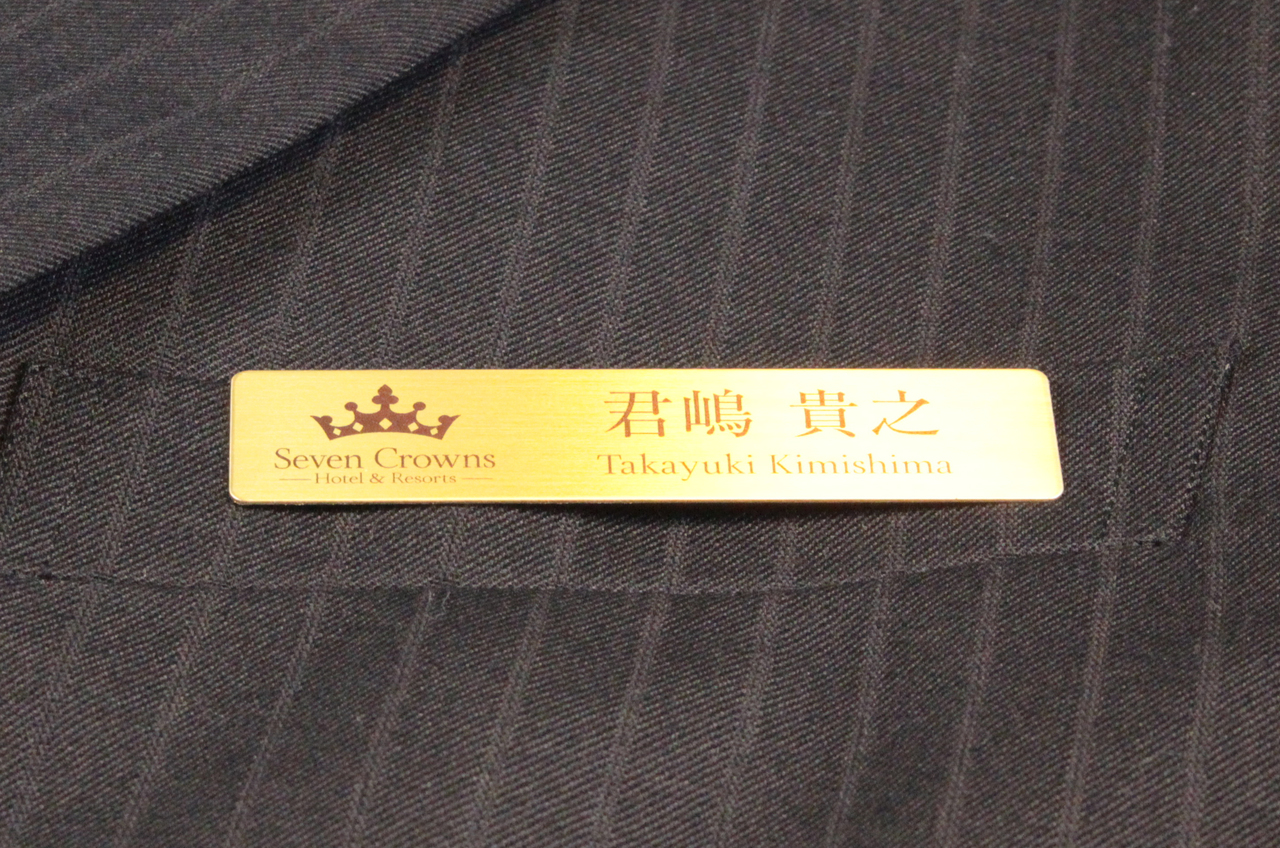 Seven Crowns
Hotel & Resorts
君嶋 貴之
Takayuki Kimishima